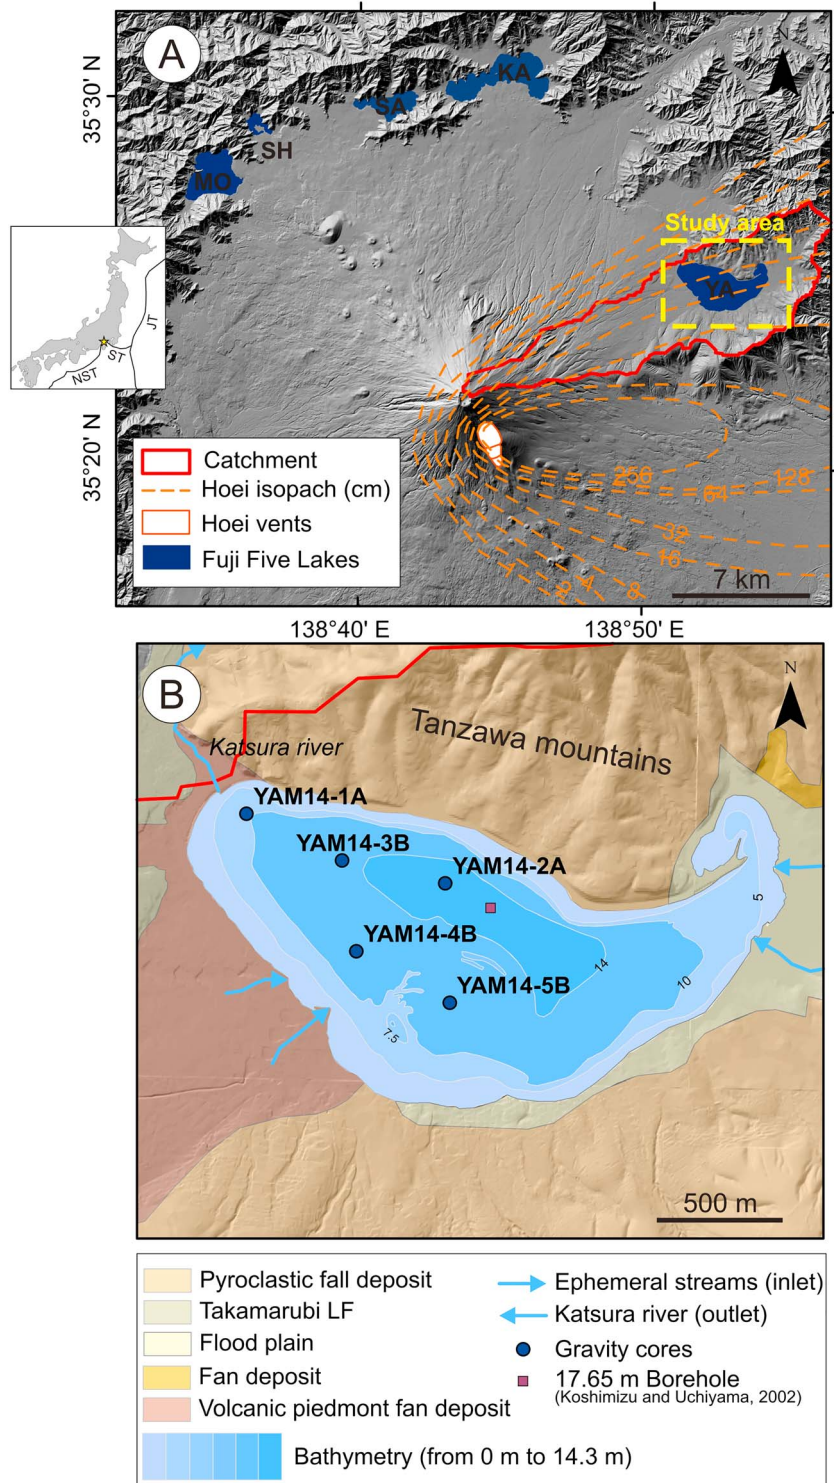 A
N
35°30' N
35°20' N
KA
SA
SH
MO
Study area
YA
JT
ST
NST
Catchment
Hoei isopach (cm)
Hoei vents
Fuji Five Lakes
256
128
64
32
16
8
4
2
1
7 km
138°40' E
138°50' E
B
N
Katsura river
Tanzawa mountains
YAM14-1A
YAM14-3B
YAM14-2A
YAM14-4B
YAM14-5B
5
14
10
7.5
500 m
Pyroclastic fall deposit
Takamarubi LF
Flood plain
Fan deposit
Volcanic piedmont fan deposit
Bathymetry (from 0 m to 14.3 m)
Ephemeral streams (inlet)
Katsura river (outlet)
Gravity cores
17.65 m Borehole
(Koshimizu and Uchiyama, 2002)